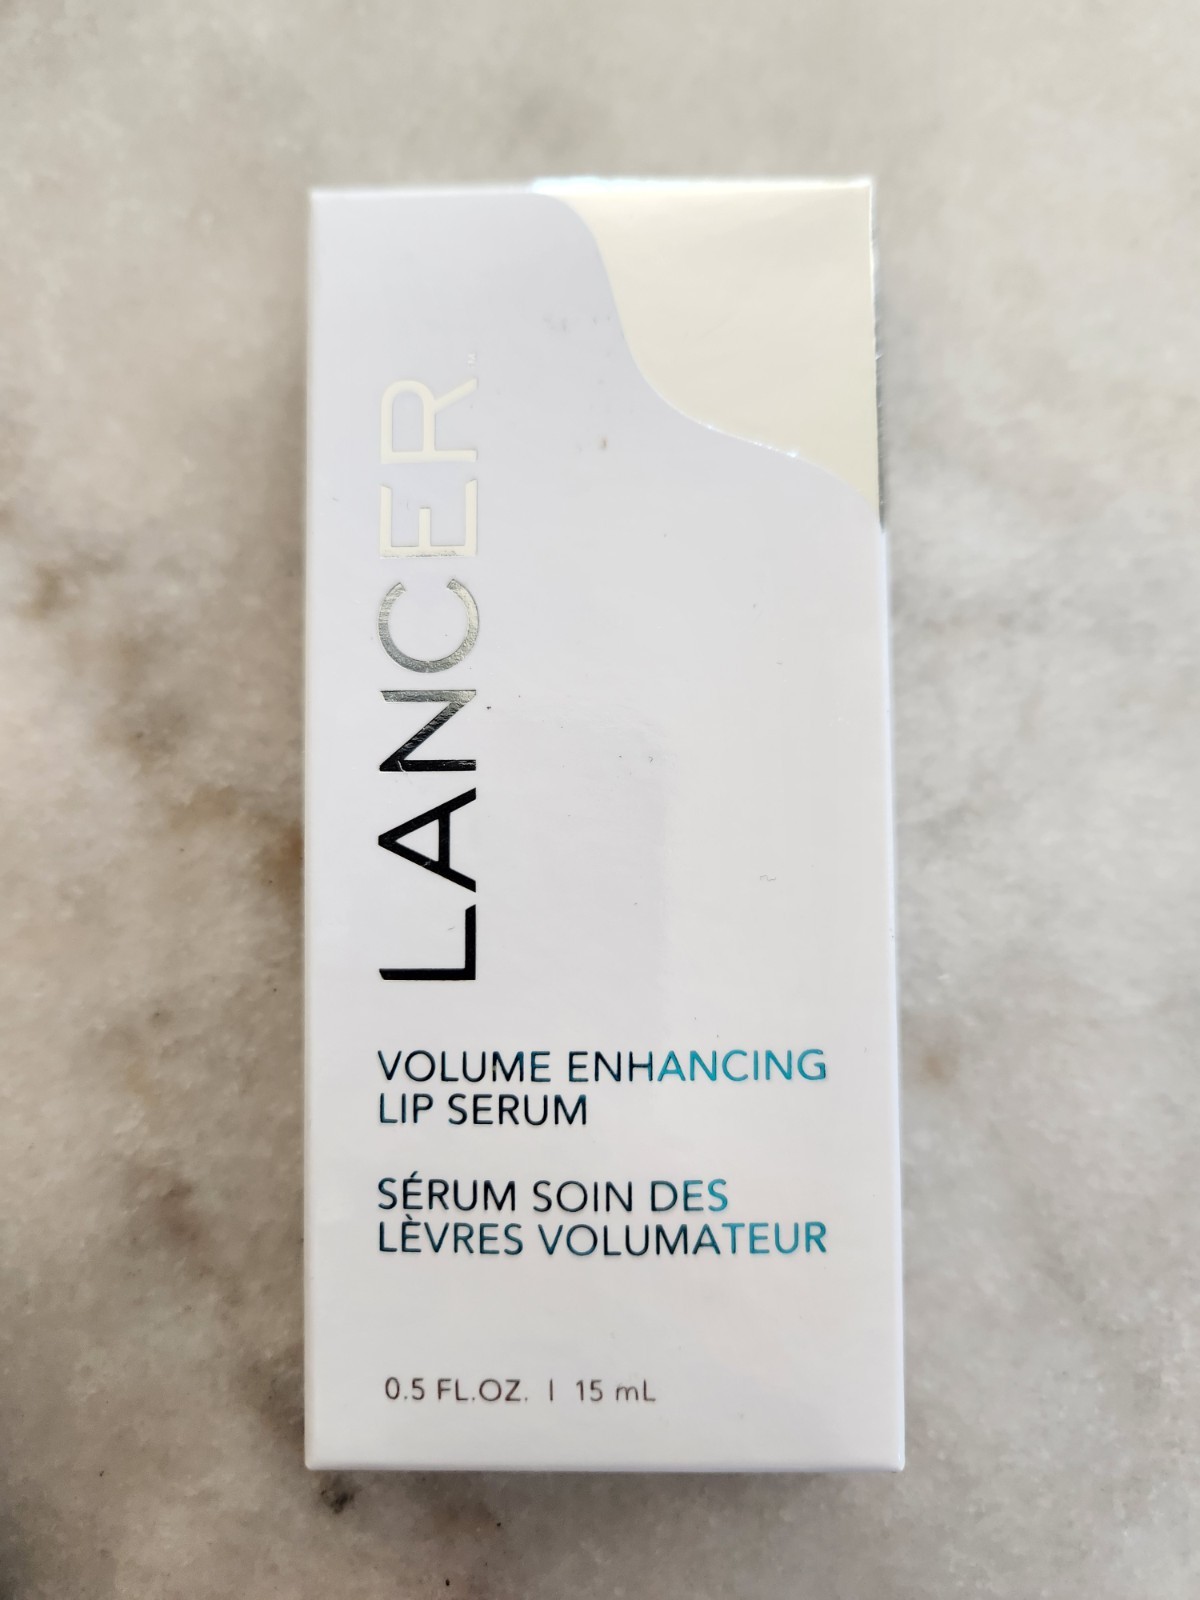 LANCER
VOLUME ENHANCING
LIP SERUM
SÉRUM SOIN DES
LÈVRES VOLUMATEUR
0.5 FL.OZ. | 15 mL